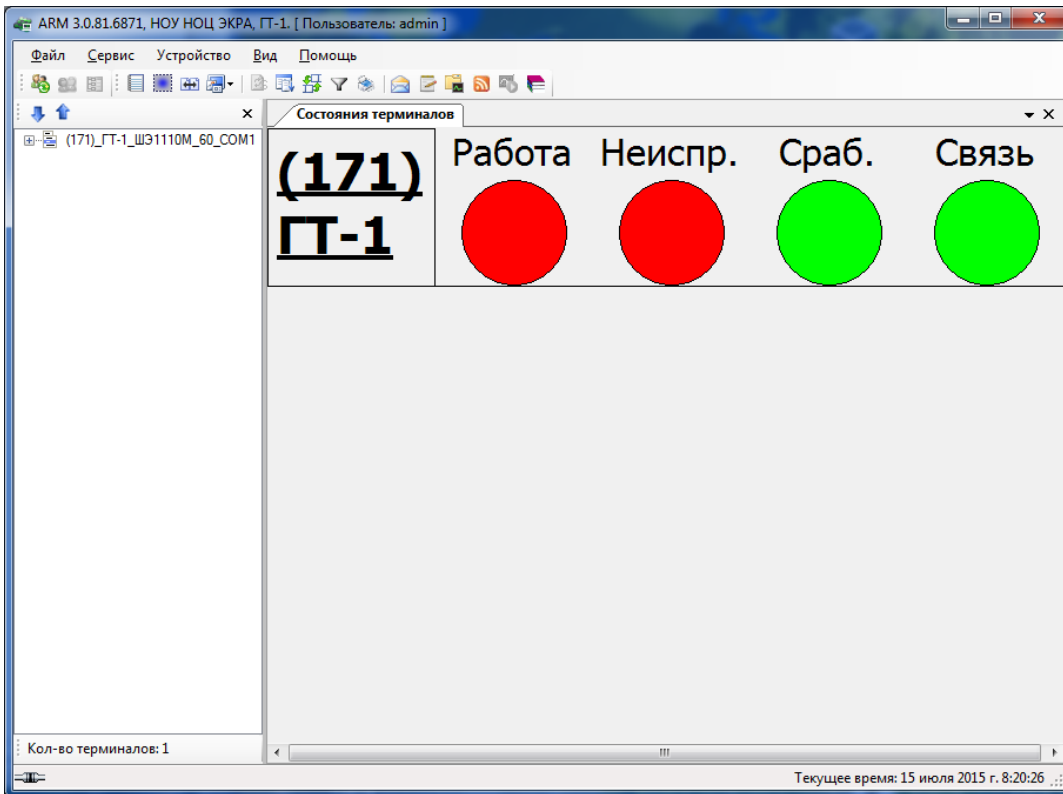 ARM 3.0.81.6871, НОУ НОЦ ЭКРА, ГТ-1. [ Пользователь: admin ]
Файл Сервис Устройство Вид Помощь
Состояния терминалов
(171)_ГТ-1_ШЭ1110М_60_COM1
(171)
ГТ-1
Работа Неиспр. Сраб. Связь
Кол-во терминалов: 1
Текущее время: 15 июля 2015 г. 8:20:26